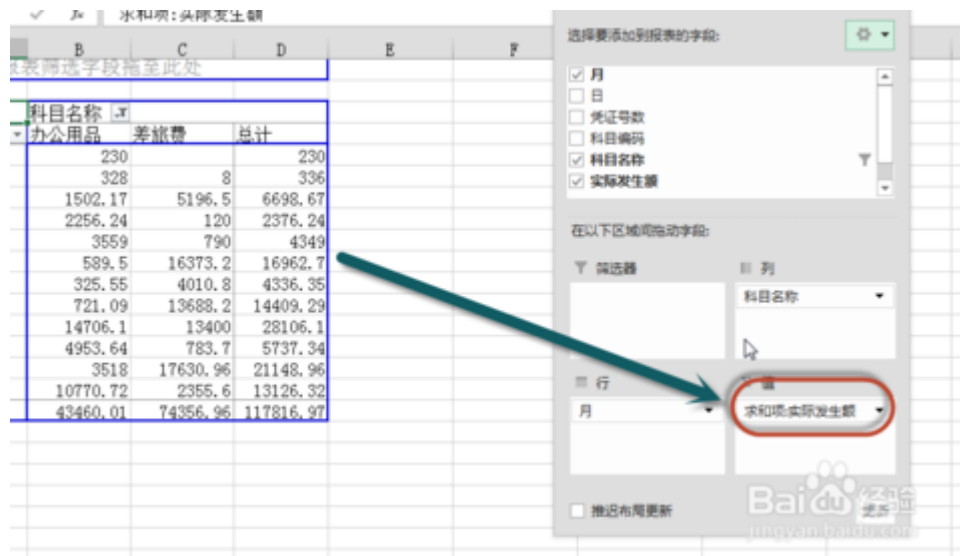 求和项:实际发生额
B C D E F
表筛选字段拖至此处
科目名称
办公用品 差旅费 总计
230 230
328 8 336
1502.17 5196.5 6698.67
2256.24 120 2376.24
3559 790 4349
589.5 16373.2 16962.7
325.55 4010.8 4336.35
721.09 13688.2 14409.29
14706.1 13400 28106.1
4953.64 783.7 5737.34
3518 17630.96 21148.96
10770.72 2355.6 13126.32
43460.01 74356.96 117816.97
选择要添加到报表的字段:
月
日
凭证号数
科目编码
科目名称
实际发生额
在以下区域间拖动字段:
筛选器
列
科目名称
行
值
月
求和项:实际发生额
推迟布局更新
更新
Baidu 经验
jingyan.baidu.com